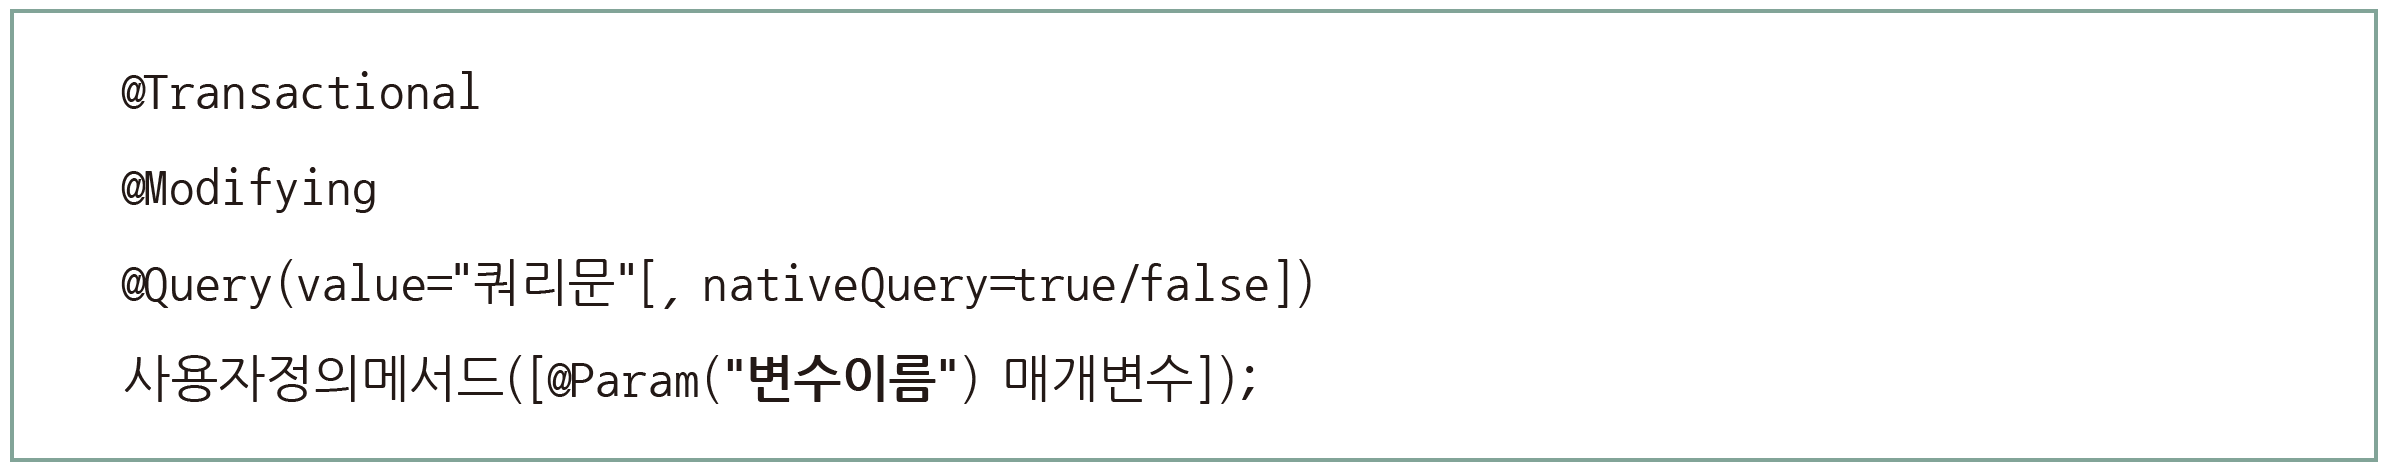 @Transactional
@Modifying
@Query(value="쿼리문"[, nativeQuery=true/false])
사용자정의메서드([@Param("변수이름") 매개변수]);